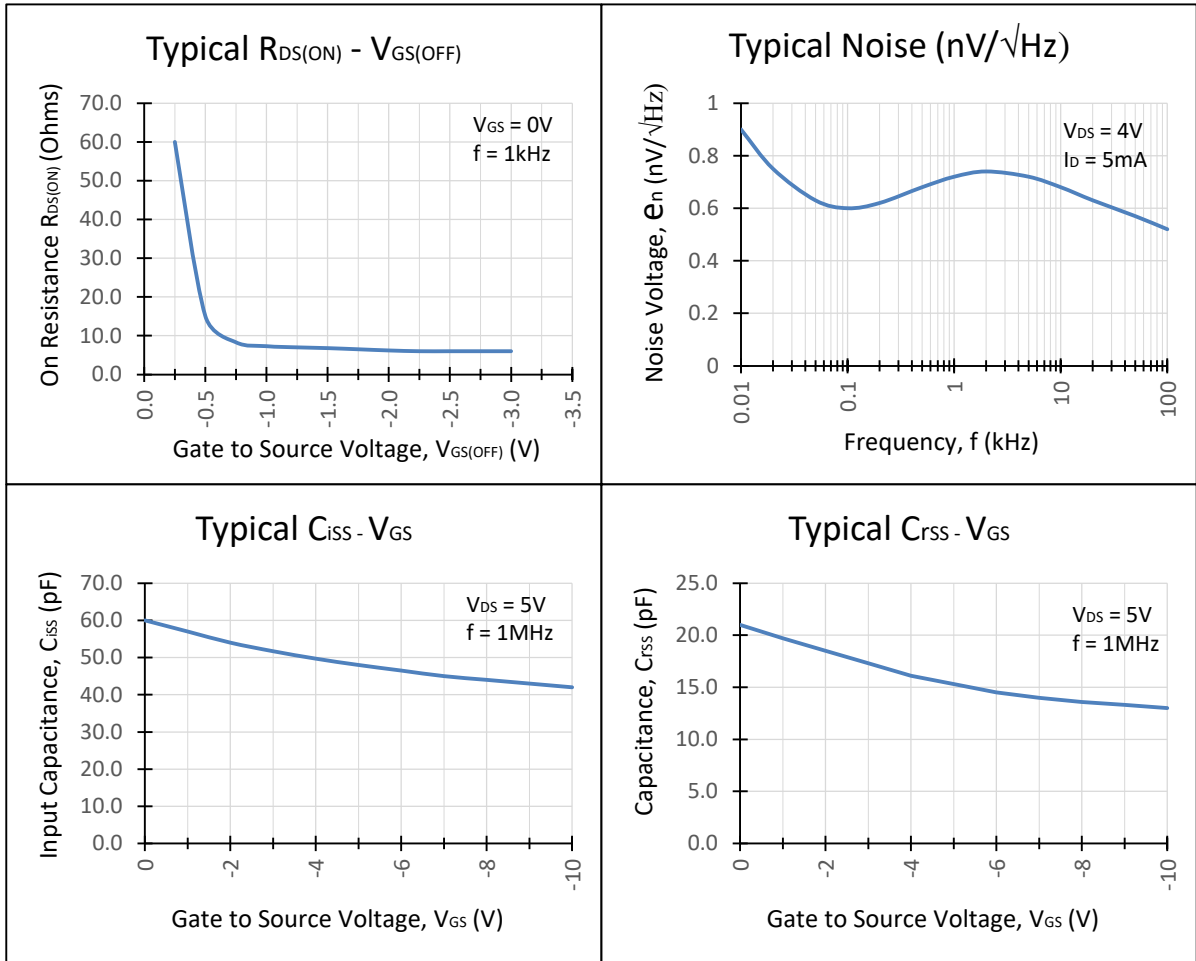 Typical RDS(ON) - VGS(OFF)
On Resistance RDS(ON) (Ohms)
70.0
60.0
50.0
40.0
30.0
20.0
10.0
0.0
VGS = 0V
f = 1kHz
0.0 -0.5 -1.0 -1.5 -2.0 -2.5 -3.0 -3.5
Gate to Source Voltage, VGS(OFF) (V)
Typical Noise (nV/√Hz)
Noise Voltage, en (nV/√Hz)
1
0.8
0.6
0.4
0.2
0
VDS = 4V
ID = 5mA
0.01 0.1 1 10 100
Frequency, f (kHz)
Typical CiSS - VGS
Input Capacitance, Ciss (pF)
70.0
60.0
50.0
40.0
30.0
20.0
10.0
0.0
VDS = 5V
f = 1MHz
0 -2 -4 -6 -8 -10
Gate to Source Voltage, VGS (V)
Typical CrSS - VGS
Capacitance, Crss (pF)
25.0
20.0
15.0
10.0
5.0
0.0
VDS = 5V
f = 1MHz
0 -2 -4 -6 -8 -10
Gate to Source Voltage, VGS (V)